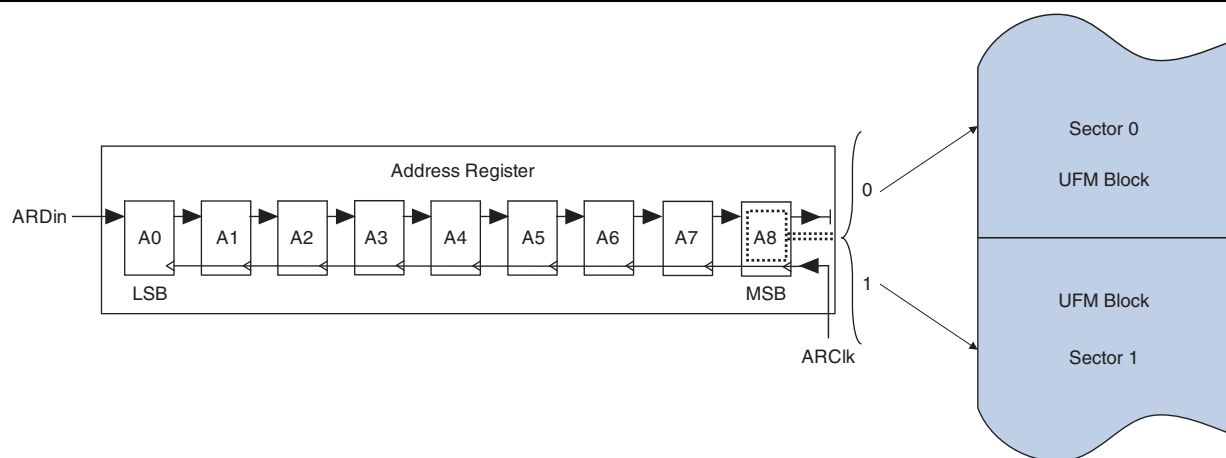 Sector 0
UFM Block
Address Register
0
ARDin
A0 A1 A2 A3 A4 A5 A6 A7 A8
LSB MSB
1
ARClk
UFM Block
Sector 1